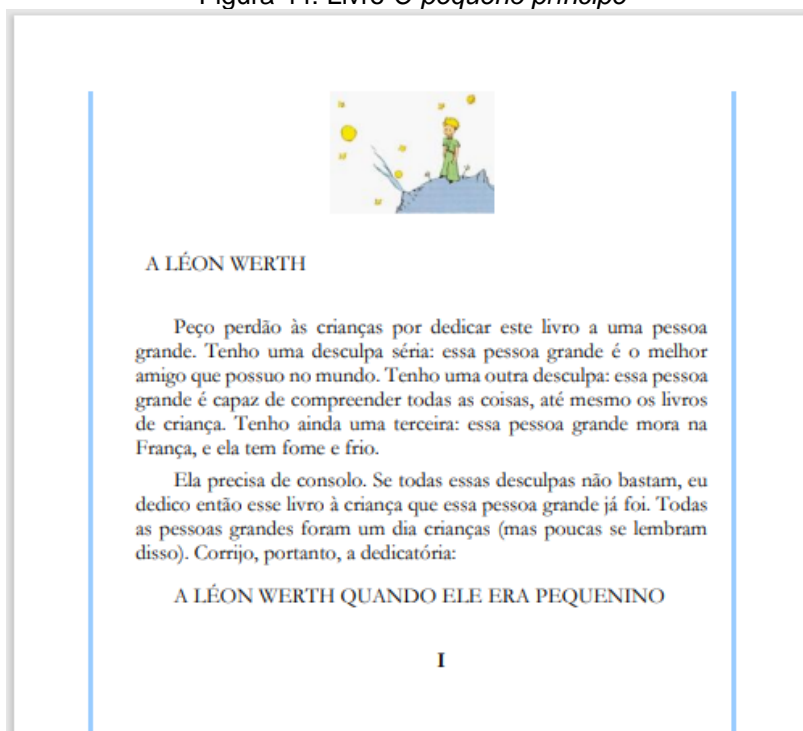 Figura 11: Livro O pequeno príncipe
A LÉON WERTH
Peço perdão às crianças por dedicar este livro a uma pessoa
grande. Tenho uma desculpa séria: essa pessoa grande é o melhor
amigo que possuo no mundo. Tenho uma outra desculpa: essa pessoa
grande é capaz de compreender todas as coisas, até mesmo os livros
de criança. Tenho ainda uma terceira: essa pessoa grande mora na
França, e ela tem fome e frio.
Ela precisa de consolo. Se todas essas desculpas não bastam, eu
dedico então esse livro à criança que essa pessoa grande já foi. Todas
as pessoas grandes foram um dia crianças (mas poucas se lembram
disso). Corrijo, portanto, a dedicatória:
A LÉON WERTH QUANDO ELE ERA PEQUENINO
I